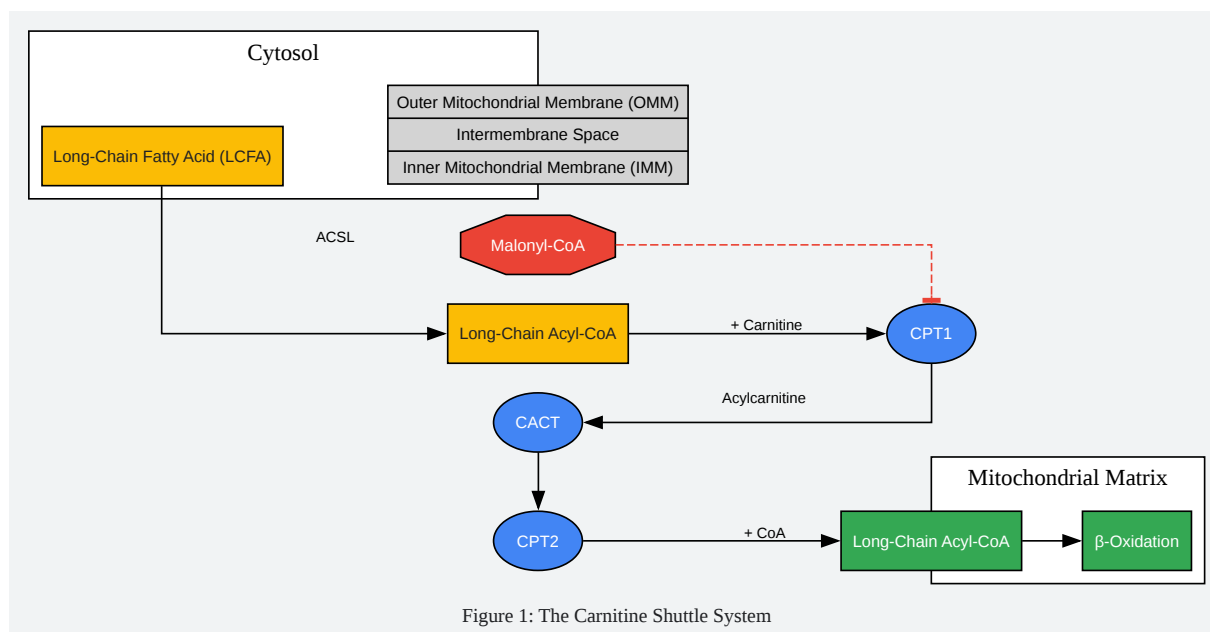 Cytosol
Outer Mitochondrial Membrane (OMM)
Intermembrane Space
Inner Mitochondrial Membrane (IMM)
Long-Chain Fatty Acid (LCFA)
ACSL
Malonyl-CoA
Long-Chain Acyl-CoA
+ Carnitine
CPT1
Acylcarnitine
CACT
Mitochondrial Matrix
CPT2
+ CoA
Long-Chain Acyl-CoA
β-Oxidation
Figure 1: The Carnitine Shuttle System